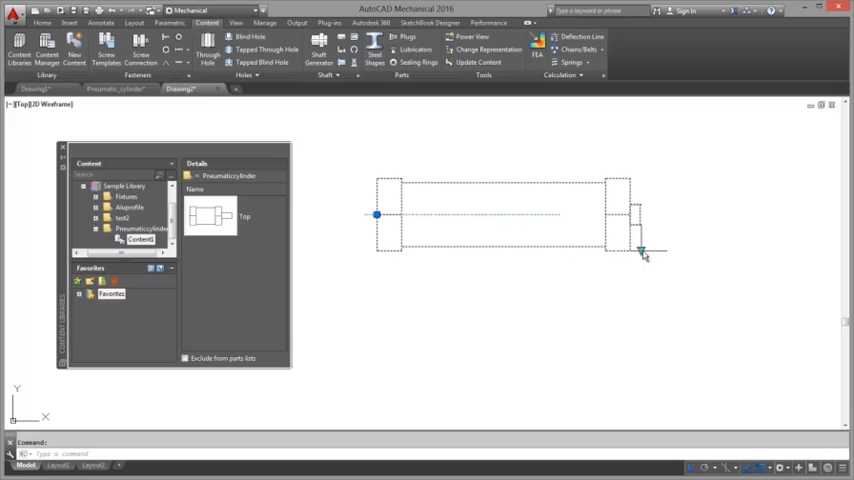 Mechanical
AutoCAD Mechanical 2016
Type a keyword or phrase
Sign In
Home Insert Annotate Layout Parametric Content View Manage Output Plug-ins Autodesk 360 SketchBook Designer Performance
Content Libraries
Content Manager
New Content
Screw Templates
Screw Connection
Through Hole
Blind Hole
Tapped Through Hole
Tapped Blind Hole
Shaft Generator
Steel Shapes
Plugs
Lubricators
Sealing Rings
Power View
Change Representation
Update Content
FEA
Deflection Line
Chains/Belts
Springs
Library Fasteners Holes Shaft Parts Tools Calculation
Drawing1* Pneumatic_cylinder* Drawing2*
[−][Top][2D Wireframe]
Content
Search
Sample Library
Fixtures
Aluprofile
test2
Pneumaticcylinder
Content1
Favorites
Favorites
CONTENT LIBRARIES
Details
Pneumaticcylinder
Name
Top
Exclude from parts lists
Y
X
Command:
Type a command
Model Layout1 Layout2